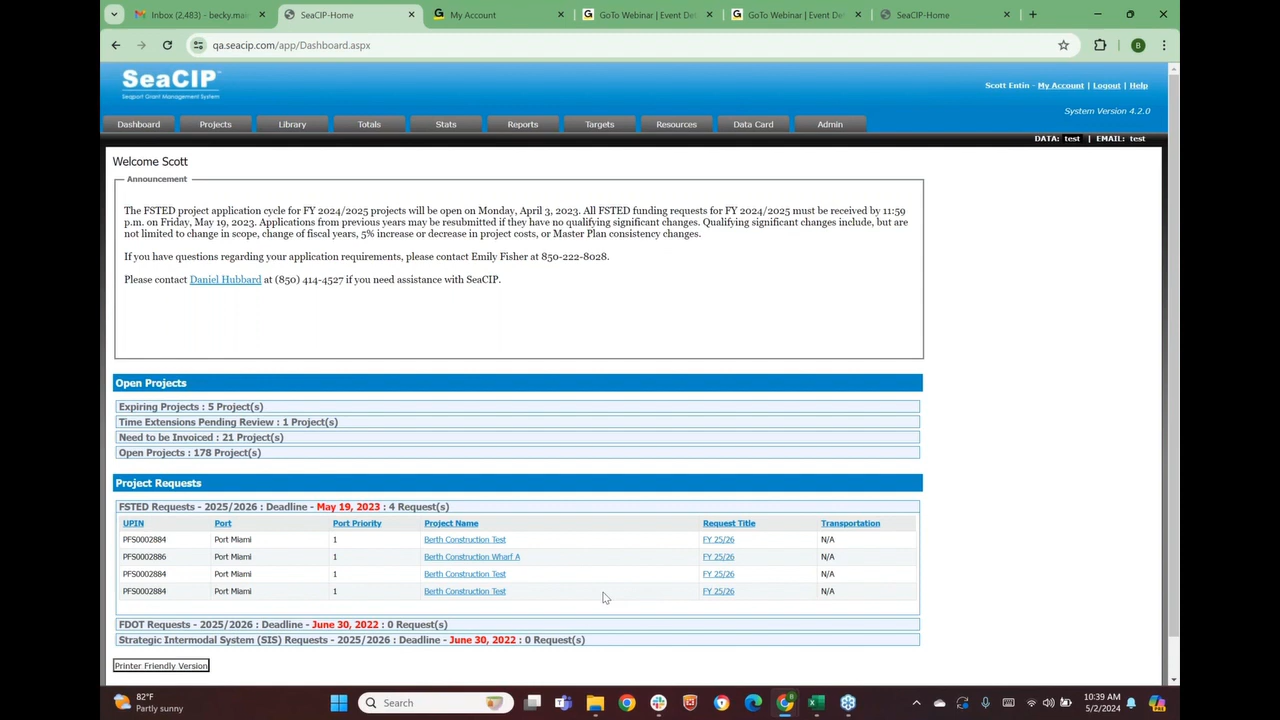 Inbox (2,483) - becky.mai
SeaCIP-Home
My Account
GoTo Webinar | Event De
GoTo Webinar | Event De
SeaCIP-Home
qa.seacip.com/app/Dashboard.aspx
SeaCIP
Seaport Grant Management System
Scott Entin - My Account | Logout | Help
System Version 4.2.0
Dashboard Projects Library Totals Stats Reports Targets Resources Data Card Admin
DATA: test | EMAIL: test
Welcome Scott
Announcement
The FSTED project application cycle for FY 2024/2025 projects will be open on Monday, April 3, 2023. All FSTED funding requests for FY 2024/2025 must be received by 11:59
p.m. on Friday, May 19, 2023. Applications from previous years may be resubmitted if they have no qualifying significant changes. Qualifying significant changes include, but are
not limited to change in scope, change of fiscal years, 5% increase or decrease in project costs, or Master Plan consistency changes.
If you have questions regarding your application requirements, please contact Emily Fisher at 850-222-8028.
Please contact Daniel Hubbard at (850) 414-4527 if you need assistance with SeaCIP.
Open Projects
Expiring Projects : 5 Project(s)
Time Extensions Pending Review : 1 Project(s)
Need to be Invoiced : 21 Project(s)
Open Projects : 178 Project(s)
Project Requests
FSTED Requests - 2025/2026 : Deadline - May 19, 2023 : 4 Request(s)
UPIN Port Port Priority Project Name Request Title Transportation
PFS0002884 Port Miami 1 Berth Construction Test FY 25/26 N/A
PFS0002886 Port Miami 1 Berth Construction Wharf A FY 25/26 N/A
PFS0002884 Port Miami 1 Berth Construction Test FY 25/26 N/A
PFS0002884 Port Miami 1 Berth Construction Test FY 25/26 N/A
FDOT Requests - 2025/2026 : Deadline - June 30, 2022 : 0 Request(s)
Strategic Intermodal System (SIS) Requests - 2025/2026 : Deadline - June 30, 2022 : 0 Request(s)
Printer Friendly Version
82°F
Partly sunny
Search
10:39 AM
5/2/2024